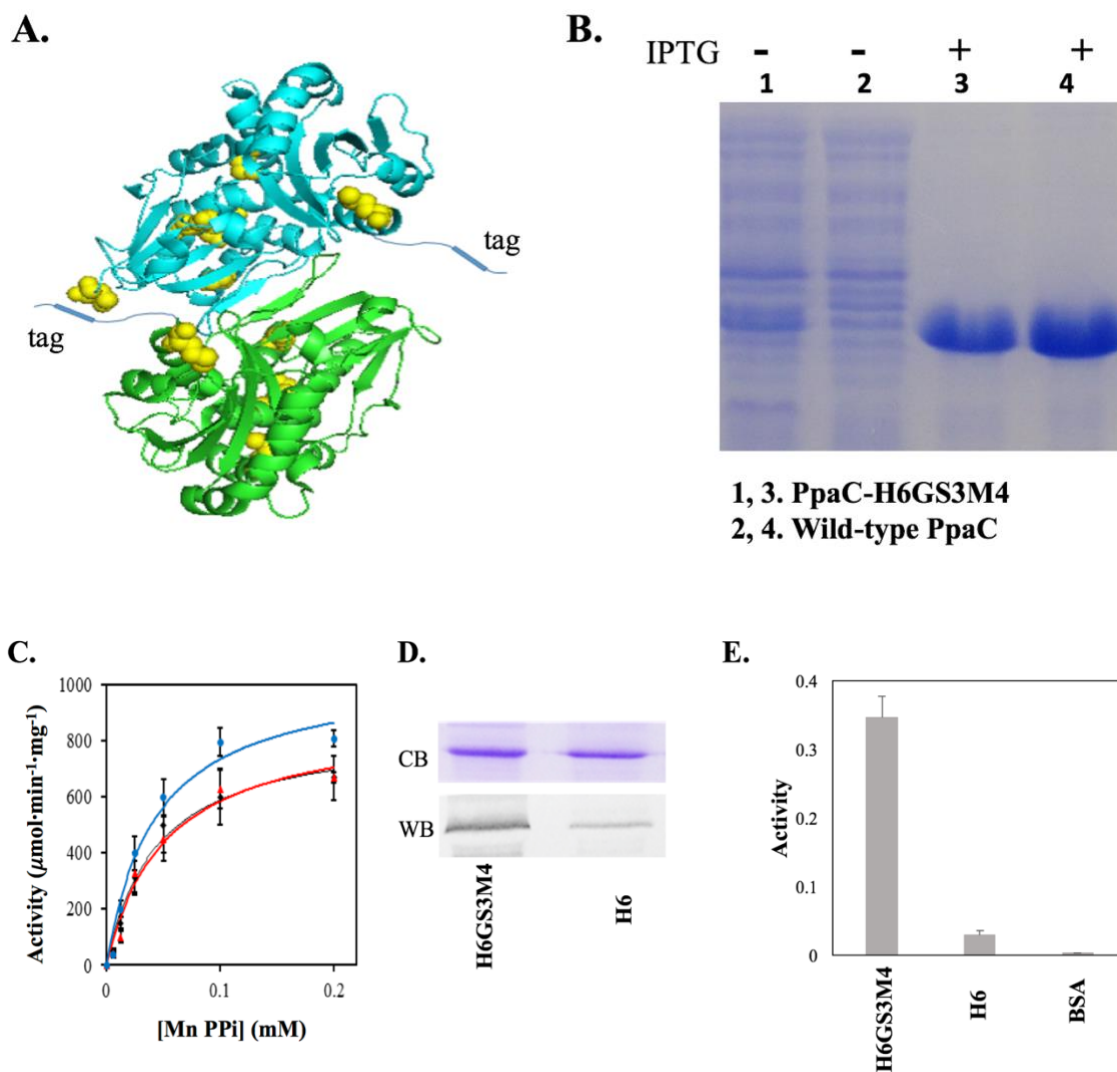 A.
tag
tag
B.
IPTG - - + +
1 2 3 4
1, 3. PpaC-H6GS3M4
2, 4. Wild-type PpaC
C.
Activity (µmol·min⁻¹·mg⁻¹)
1000
800
600
400
200
0
0 0.1 0.2
[Mn PPi] (mM)
D.
CB
WB
H6GS3M4
H6
E.
Activity
0.4
0.3
0.2
0.1
0
H6GS3M4
H6
BSA